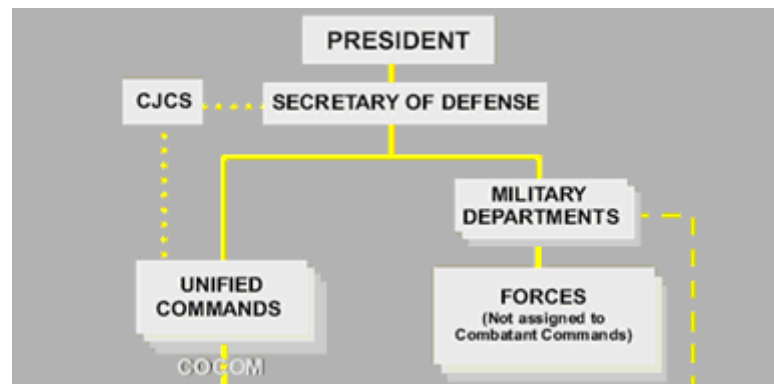 PRESIDENT
CJCS
SECRETARY OF DEFENSE
MILITARY
DEPARTMENTS
UNIFIED
COMMANDS
FORCES
(Not assigned to
Combatant Commands)
COCOM